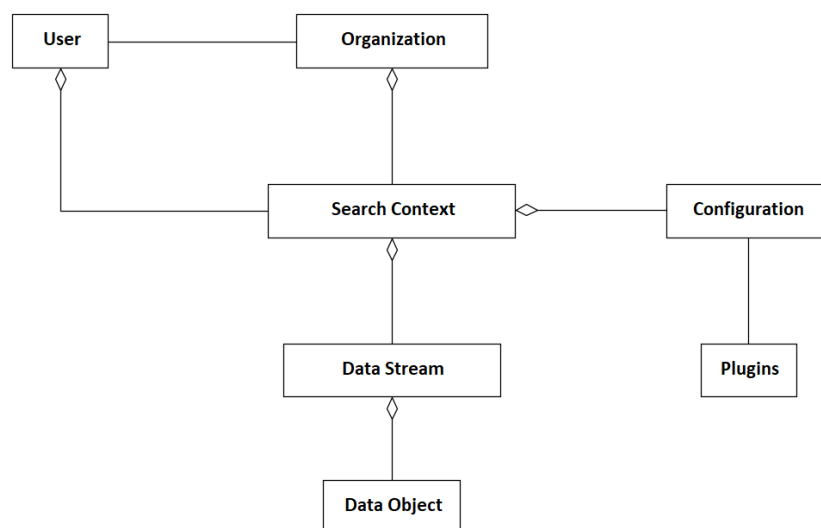 User
Organization
Search Context
Configuration
Data Stream
Plugins
Data Object